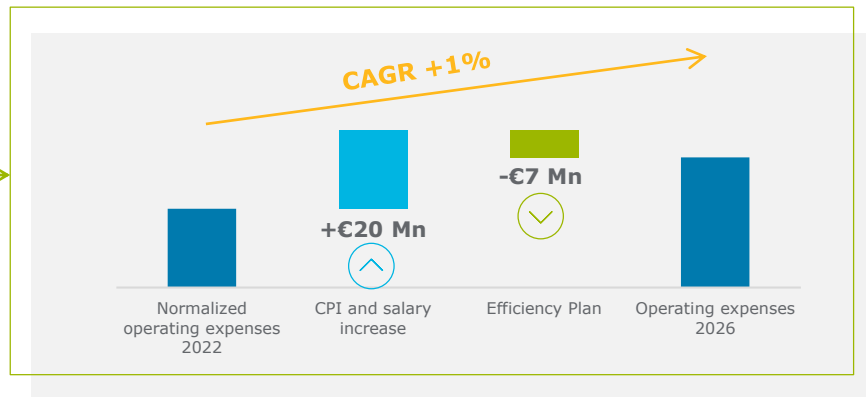 CAGR +1%
-€7 Mn
+€20 Mn
Normalized
operating expenses
2022
CPI and salary
increase
Efficiency Plan
Operating expenses
2026